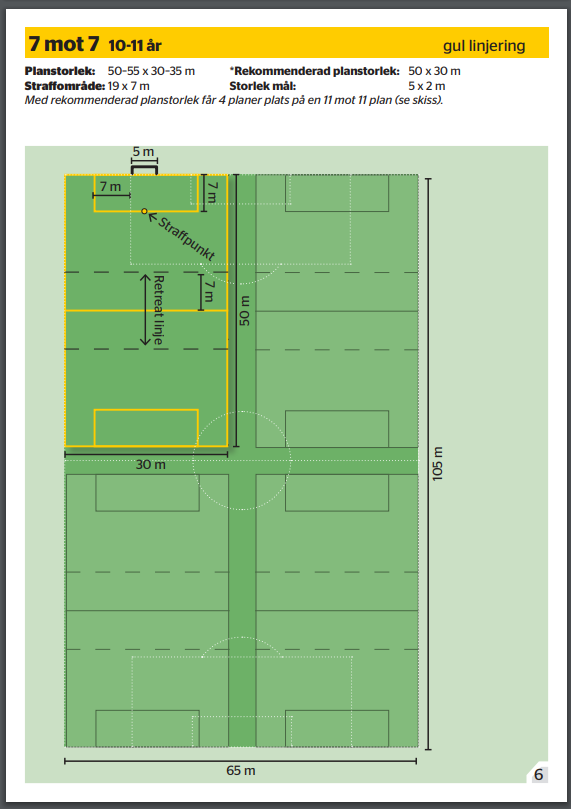 7 mot 7 10-11 år gul linjering
Planstorlek: 50-55 x 30-35 m *Rekommenderad planstorlek: 50 x 30 m
Straffområde: 19 x 7 m Storlek mål: 5 x 2 m
Med rekommenderad planstorlek får 4 planer plats på en 11 mot 11 plan (se skiss).
5 m
7 m
7 m
Straffpunkt
Retreat linje
7 m
50 m
30 m
105 m
65 m
6